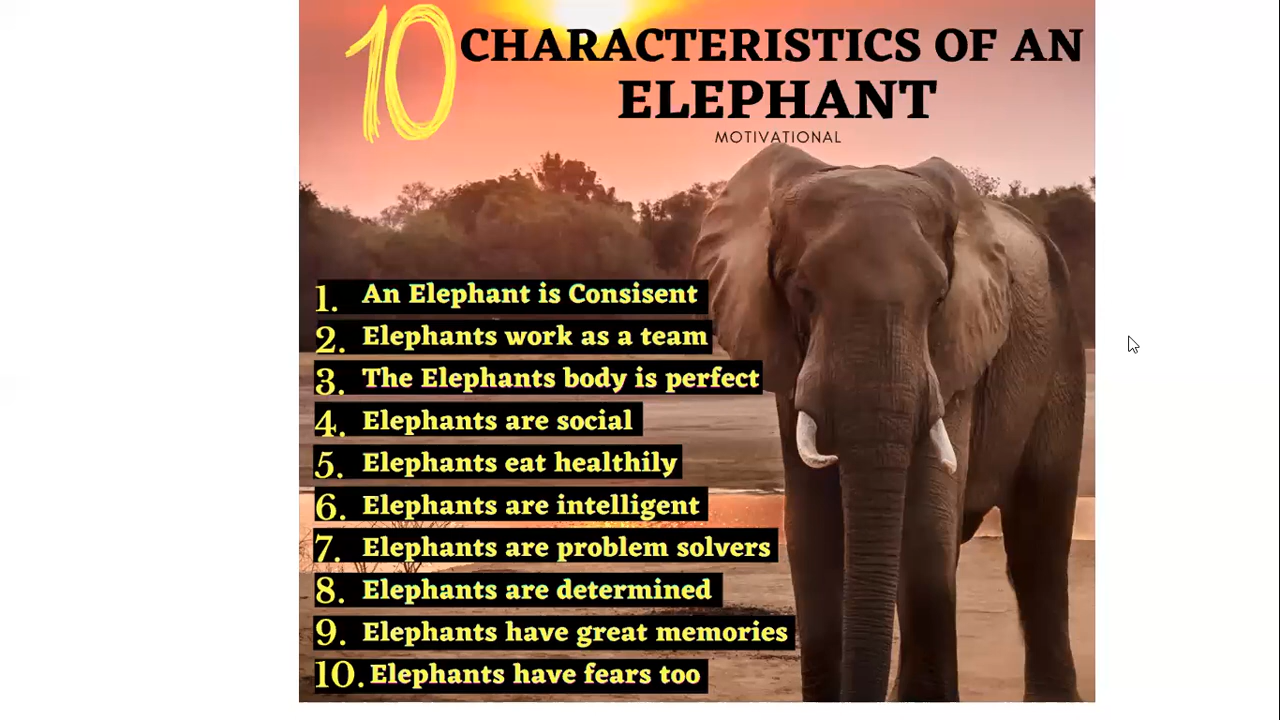 10 CHARACTERISTICS OF AN
ELEPHANT
MOTIVATIONAL
1. An Elephant is Consisent
2. Elephants work as a team
3. The Elephants body is perfect
4. Elephants are social
5. Elephants eat healthily
6. Elephants are intelligent
7. Elephants are problem solvers
8. Elephants are determined
9. Elephants have great memories
10. Elephants have fears too